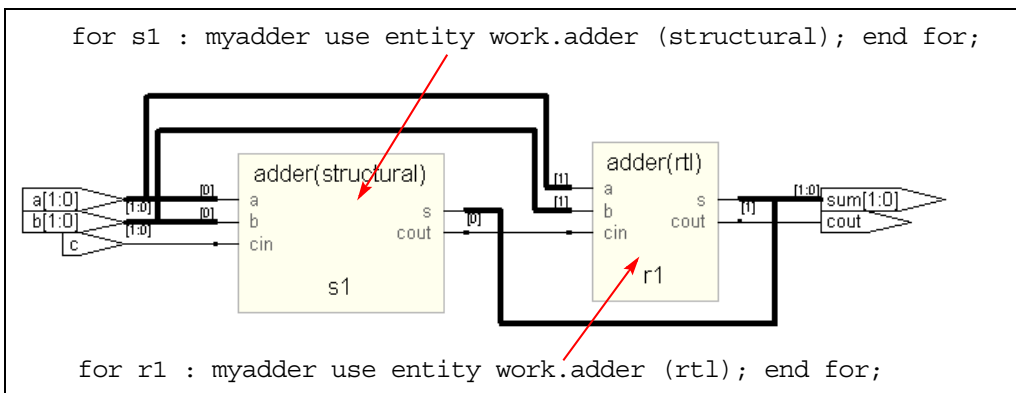 for s1 : myadder use entity work.adder (structural); end for;
adder(structural)
adder(rtl)
a[1:0]
b[1:0]
c
[1:0]
[1:0]
[0]
[0]
a
b
cin
s
cout
s1
[0]
[1]
[1]
a
b
cin
s
cout
r1
[1]
[1:0]
sum[1:0]
cout
for r1 : myadder use entity work.adder (rtl); end for;